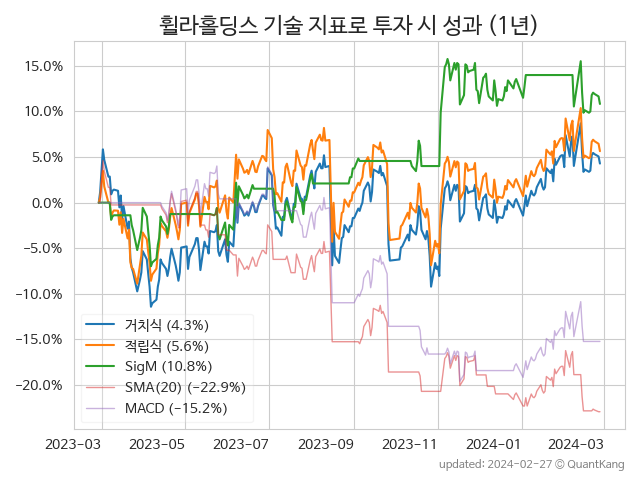 휠라홀딩스 기술 지표로 투자 시 성과 (1년)
15.0%
10.0%
5.0%
0.0%
−5.0%
−10.0%
−15.0%
−20.0%
거치식 (4.3%)
적립식 (5.6%)
SigM (10.8%)
SMA(20) (−22.9%)
MACD (−15.2%)
2023-03 2023-05 2023-07 2023-09 2023-11 2024-01 2024-03
updated: 2024-02-27 © QuantKang